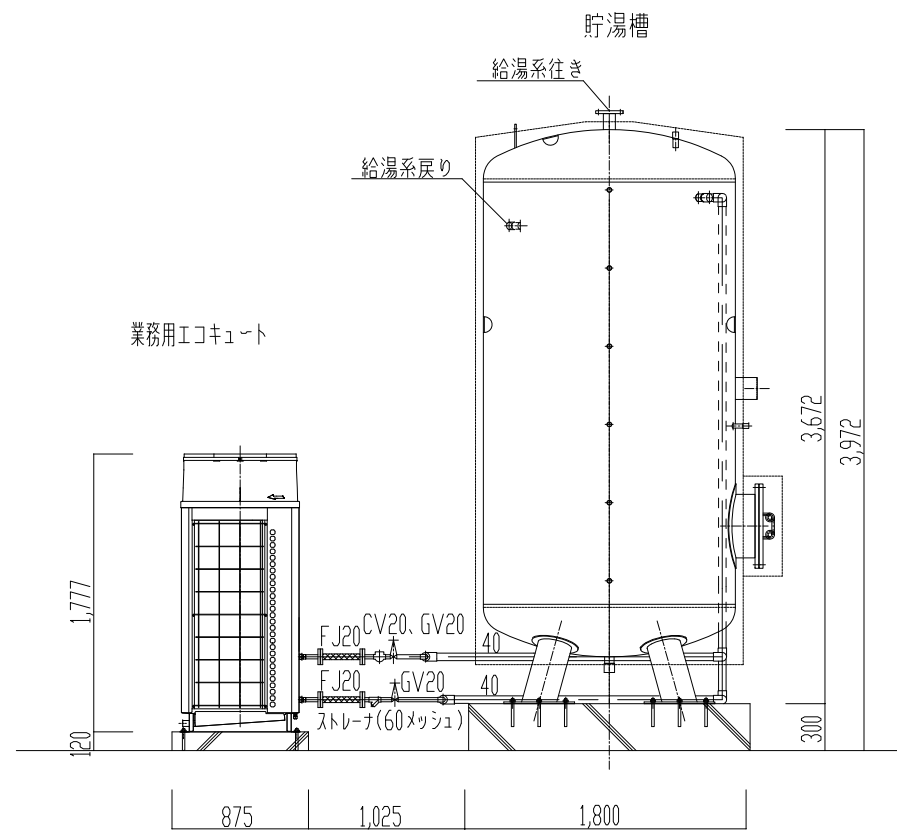 貯湯槽
給湯系往き
給湯系戻り
業務用エコキュート
3,672
3,972
1,777
FJ20
CV20、GV20
40
FJ20
GV20
40
ストレーナ(60メッシュ)
120
300
875
1,025
1,800